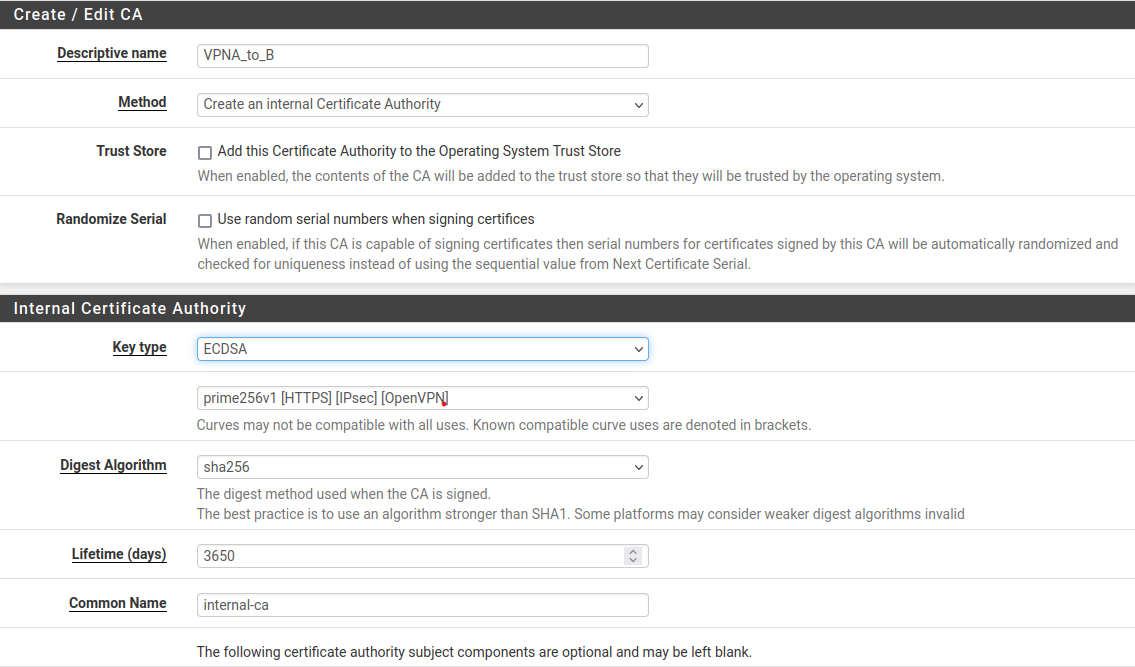 Create / Edit CA
Descriptive name
VPNA_to_B
Method
Create an internal Certificate Authority
Trust Store
Add this Certificate Authority to the Operating System Trust Store
When enabled, the contents of the CA will be added to the trust store so that they will be trusted by the operating system.
Randomize Serial
Use random serial numbers when signing certifices
When enabled, if this CA is capable of signing certificates then serial numbers for certificates signed by this CA will be automatically randomized and
checked for uniqueness instead of using the sequential value from Next Certificate Serial.
Internal Certificate Authority
Key type
ECDSA
prime256v1 [HTTPS] [IPsec] [OpenVPN]
Curves may not be compatible with all uses. Known compatible curve uses are denoted in brackets.
Digest Algorithm
sha256
The digest method used when the CA is signed.
The best practice is to use an algorithm stronger than SHA1. Some platforms may consider weaker digest algorithms invalid
Lifetime (days)
3650
Common Name
internal-ca
The following certificate authority subject components are optional and may be left blank.